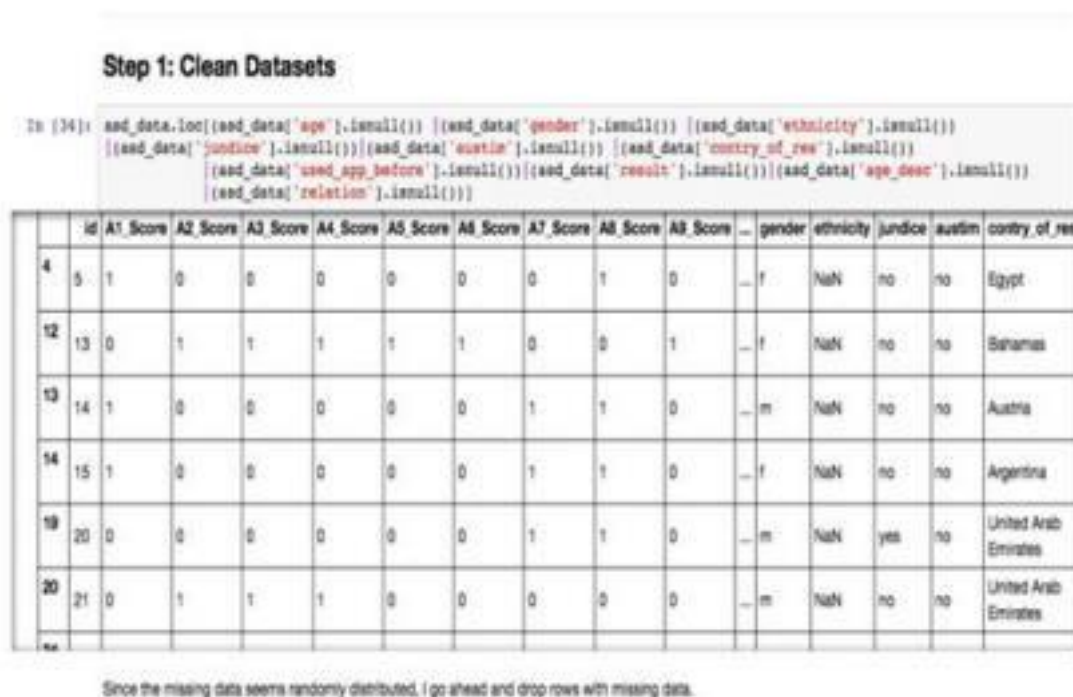 Step 1: Clean Datasets
In [34]: asd_data.loc[(asd_data['age'].isnull()) |(asd_data['gender'].isnull()) |(asd_data['ethnicity'].isnull())
|(asd_data['jundice'].isnull())|(asd_data['austim'].isnull()) |(asd_data['contry_of_res'].isnull())
|(asd_data['used_app_before'].isnull())|(asd_data['result'].isnull())|(asd_data['age_desc'].isnull())
|(asd_data['relation'].isnull())]
id A1_Score A2_Score A3_Score A4_Score A5_Score A6_Score A7_Score A8_Score A9_Score ... gender ethnicity jundice austim contry_of_res
4 5 1 0 0 0 0 0 0 1 0 ... f NaN no no Egypt
12 13 0 1 1 1 1 1 0 0 1 ... f NaN no no Bahamas
13 14 1 0 0 0 0 0 1 1 0 ... m NaN no no Austria
14 15 1 0 0 0 0 0 1 1 0 ... f NaN no no Argentina
19 20 0 0 0 0 0 0 1 1 0 ... m NaN yes no United Arab
Emirates
20 21 0 1 1 1 0 0 0 0 0 ... m NaN no no United Arab
Emirates
Since the missing data seems randomly distributed, I go ahead and drop rows with missing data.